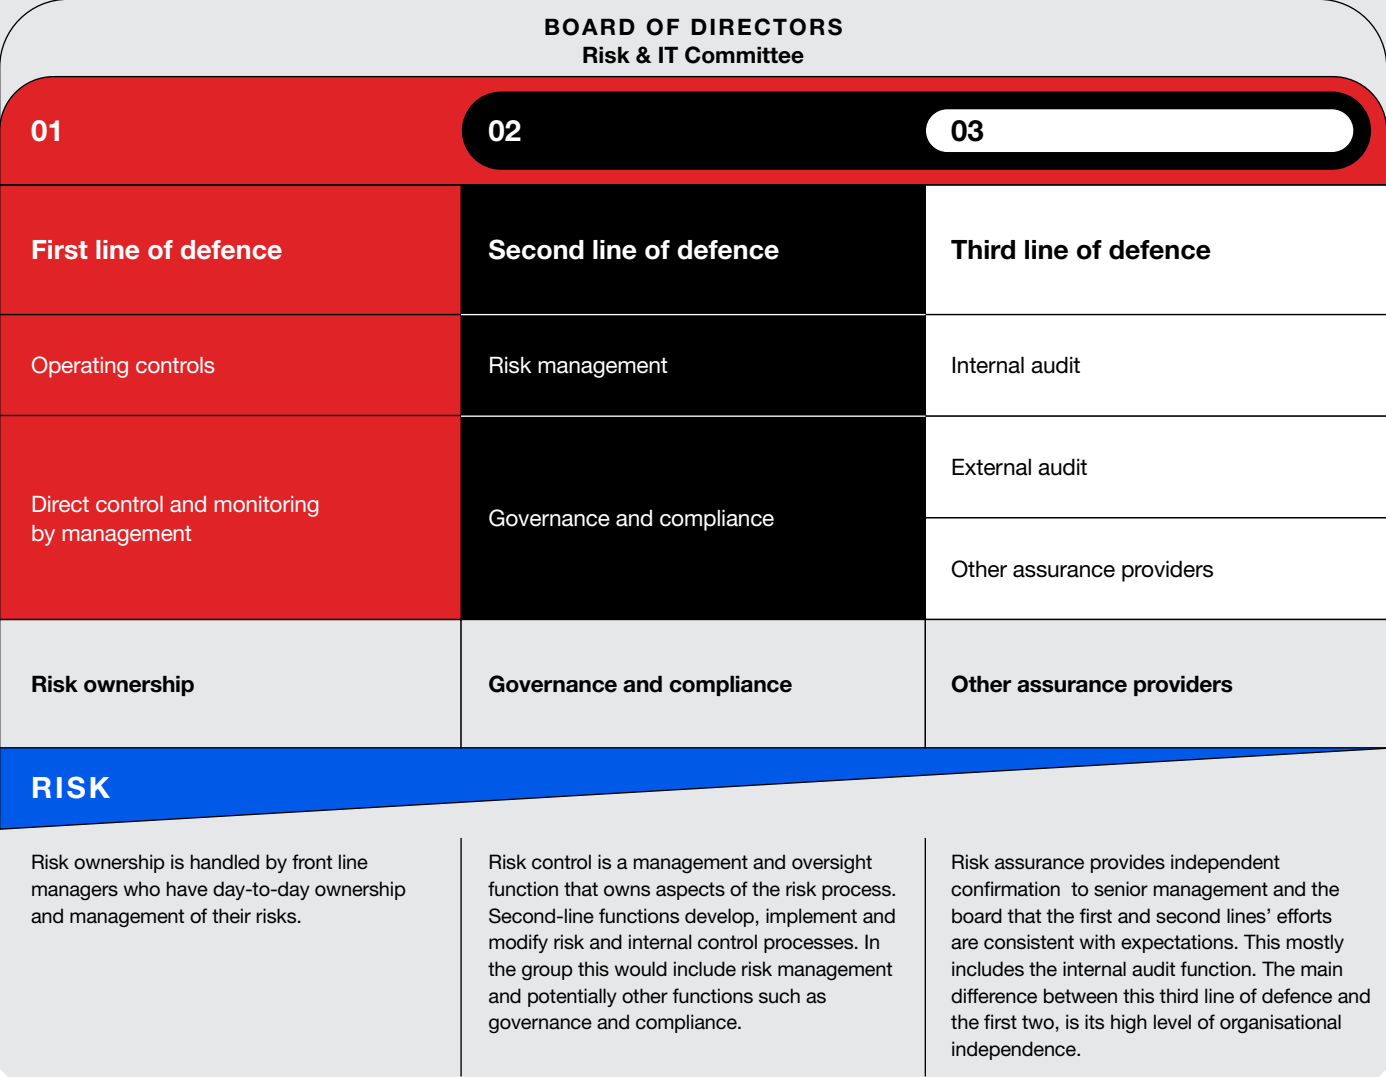 BOARD OF DIRECTORS
Risk & IT Committee
01
02
03
First line of defence
Second line of defence
Third line of defence
Operating controls
Risk management
Internal audit
Direct control and monitoring
by management
Governance and compliance
External audit
Other assurance providers
Risk ownership
Governance and compliance
Other assurance providers
RISK
Risk ownership is handled by front line
managers who have day-to-day ownership
and management of their risks.
Risk control is a management and oversight
function that owns aspects of the risk process.
Second-line functions develop, implement and
modify risk and internal control processes. In
the group this would include risk management
and potentially other functions such as
governance and compliance.
Risk assurance provides independent
confirmation  to senior management and the
board that the first and second lines’ efforts
are consistent with expectations. This mostly
includes the internal audit function. The main
difference between this third line of defence and
the first two, is its high level of organisational
independence.